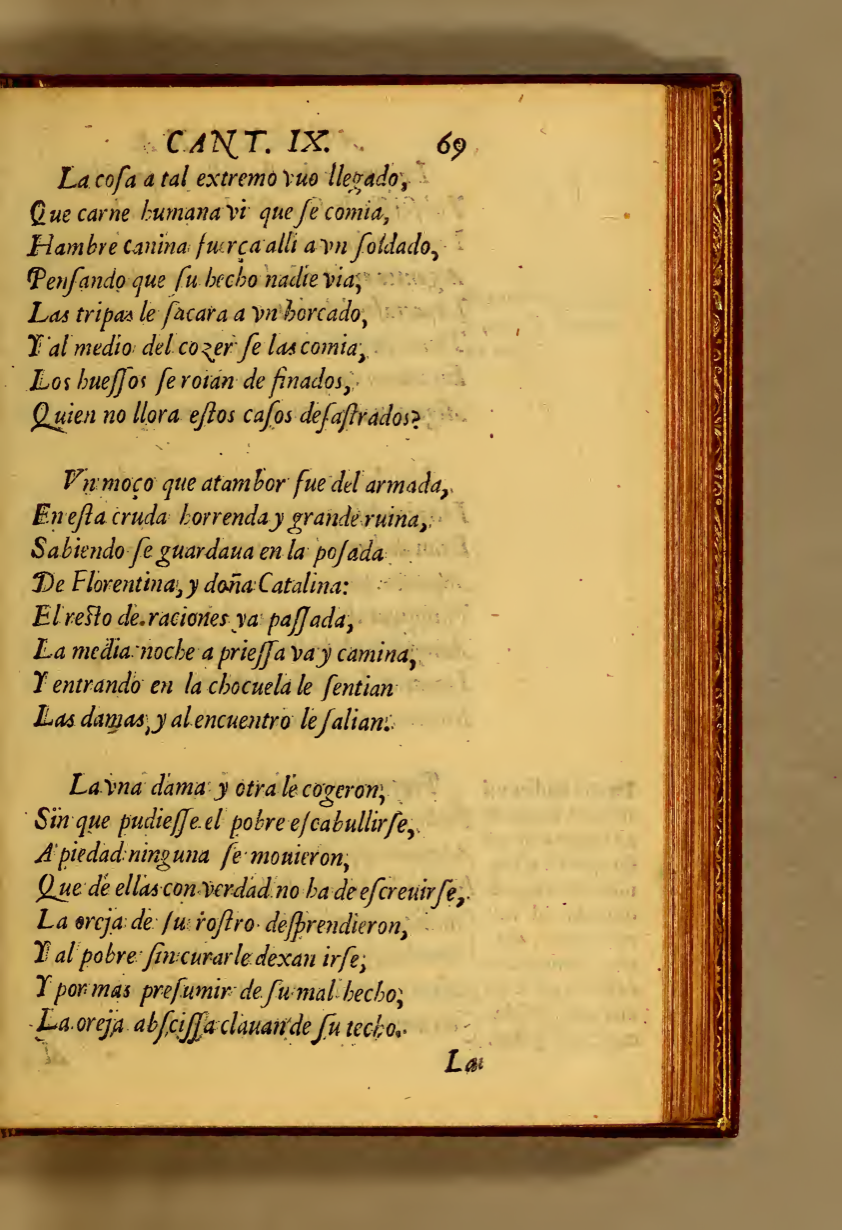 CANT. IX. 69
La coſa a tal extremo vuo llegado,
Que carne humana vi que ſe comia,
Hambre canina fuerça alli a vn ſoldado,
Penſando que ſu hecho nadie via,
Las tripas le ſacara a vn horcado,
Y al medio del cozer ſe las comia,
Los hueſſos ſe roian de finados,
Quien no llora eſtos caſos deſaſtrados?
Vn moço que atambor fue del armada,
En eſta cruda horrenda y grande ruina,
Sabiendo ſe guardaua en la poſada
De Florentina, y doña Catalina:
El reſto de raciones ya paſſada,
La media noche a prieſſa va y camina,
Y entrando en la chocuela le ſentian
Las damas, y al encuentro le ſalian.
La vna dama y otra le cogeron,
Sin que pudieſſe el pobre eſcabullirſe,
A piedad ninguna ſe mouieron,
Que de ellas con verdad no ha de eſcreuirſe,
La oreja de ſu roſtro deſprendieron,
Y al pobre ſin curarle dexan irſe,
Y por mas preſumir de ſu mal hecho,
La oreja abſciſſa clauan de ſu techo.
La